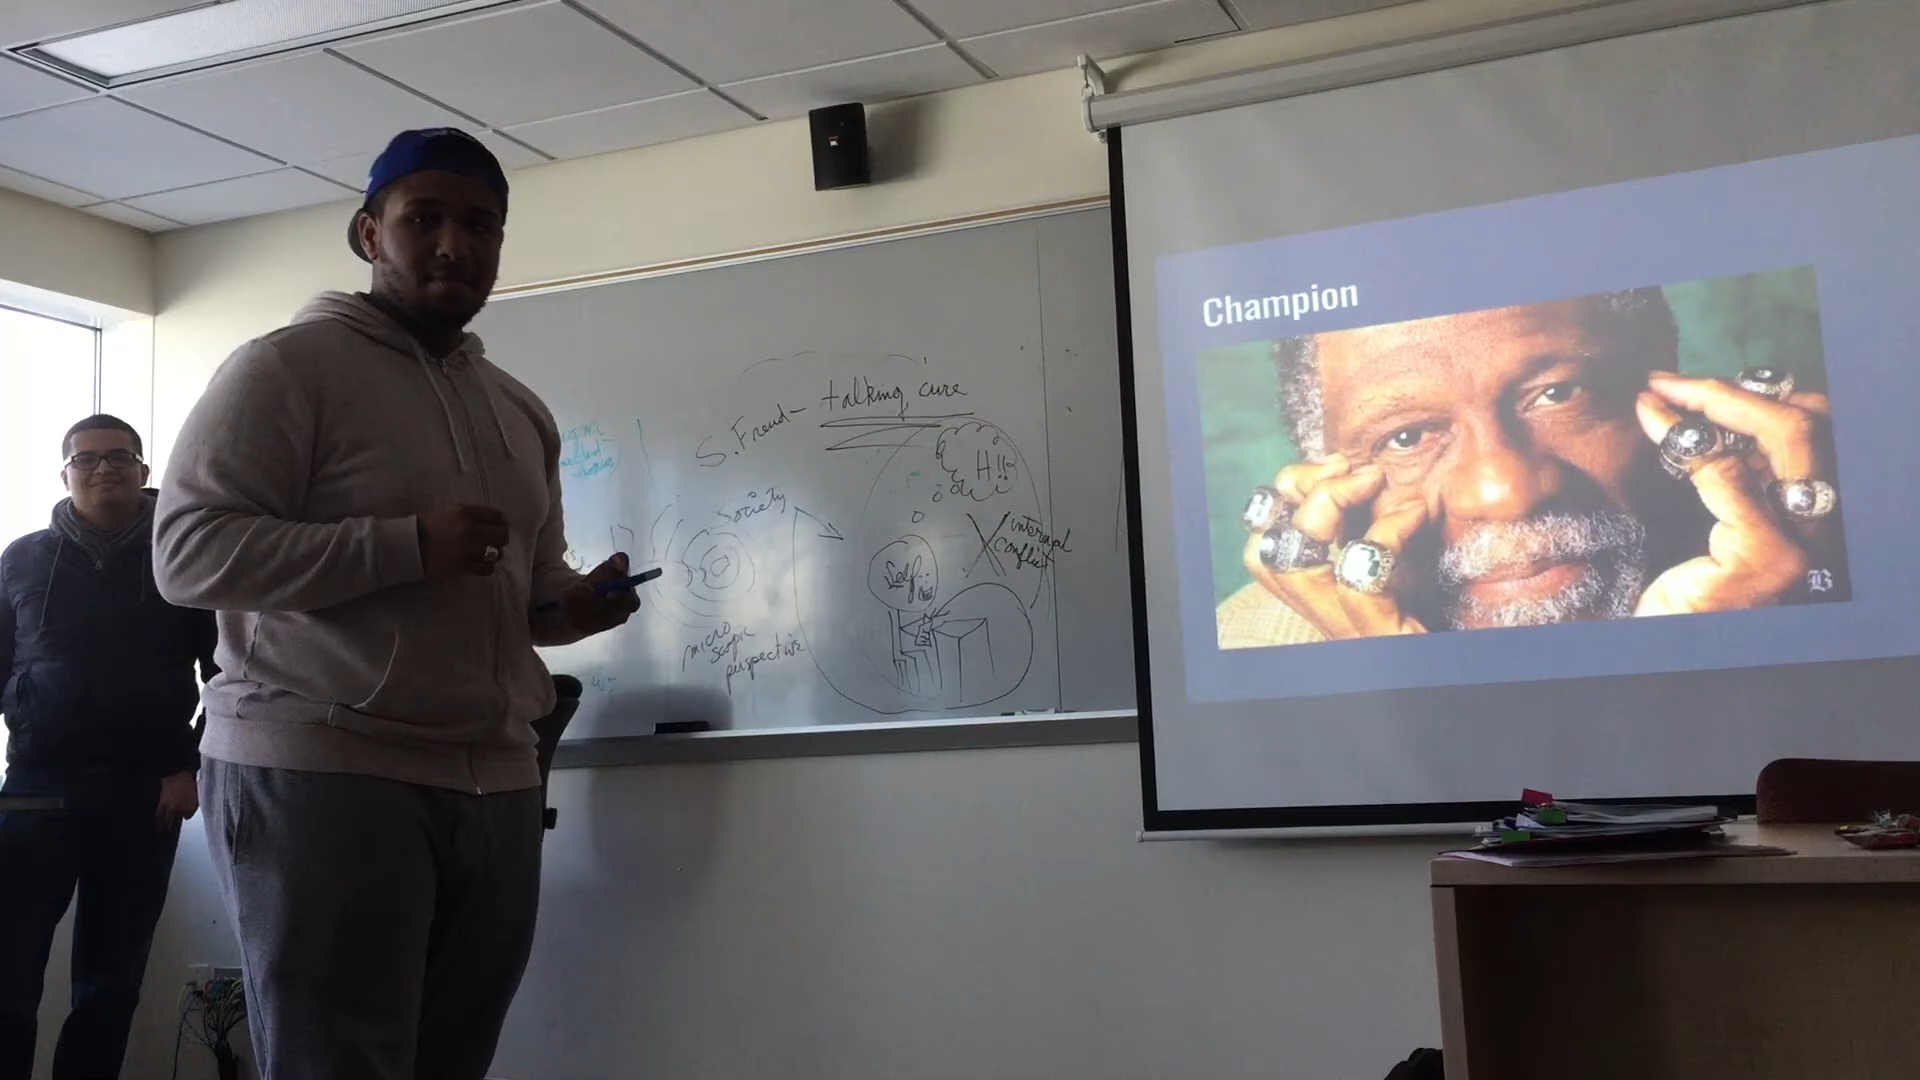 Champion
B
S. Freud - talking cure
H!!
Society
internal
conflict
Self
micro
scopic
perspective